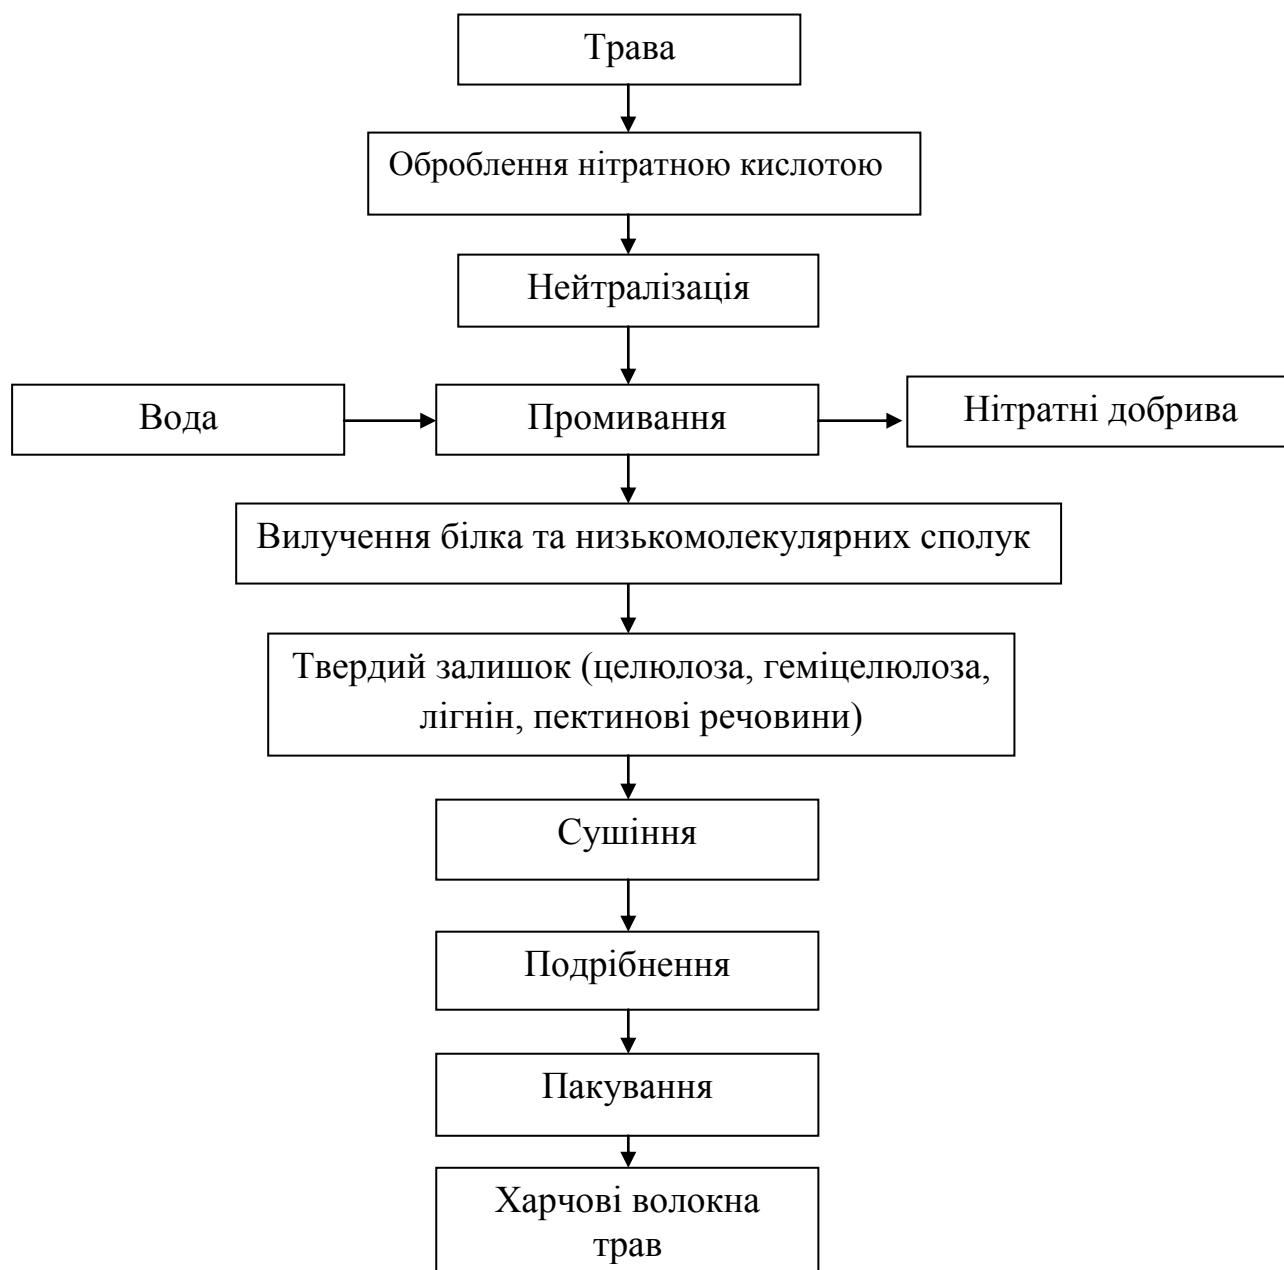 Трава
Оброблення нітратною кислотою
Нейтралізація
Вода
Промивання
Нітратні добрива
Вилучення білка та низькомолекулярних сполук
Твердий залишок (целюлоза, геміцелюлоза,
лігнін, пектинові речовини)
Сушіння
Подрібнення
Пакування
Харчові волокна
трав